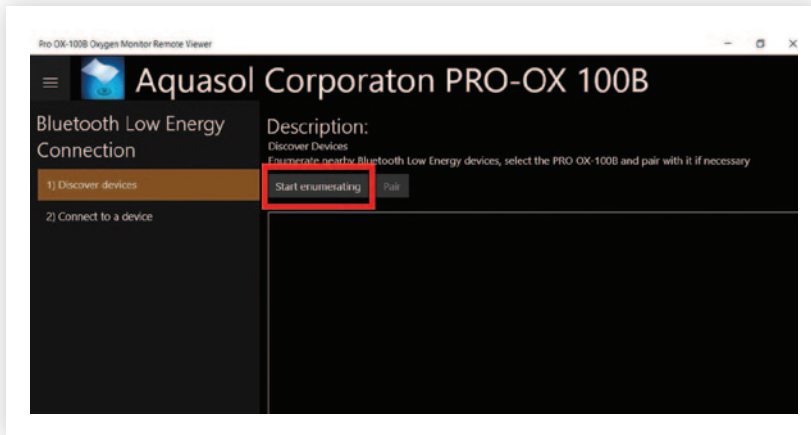 Pro OX-100B Oxygen Monitor Remote Viewer
Aquasol Corporaton PRO-OX 100B
Bluetooth Low Energy
Connection
1) Discover devices
2) Connect to a device
Description:
Discover Devices
Enumerate nearby Bluetooth Low Energy devices, select the PRO OX-100B and pair with it if necessary
Start enumerating
Pair